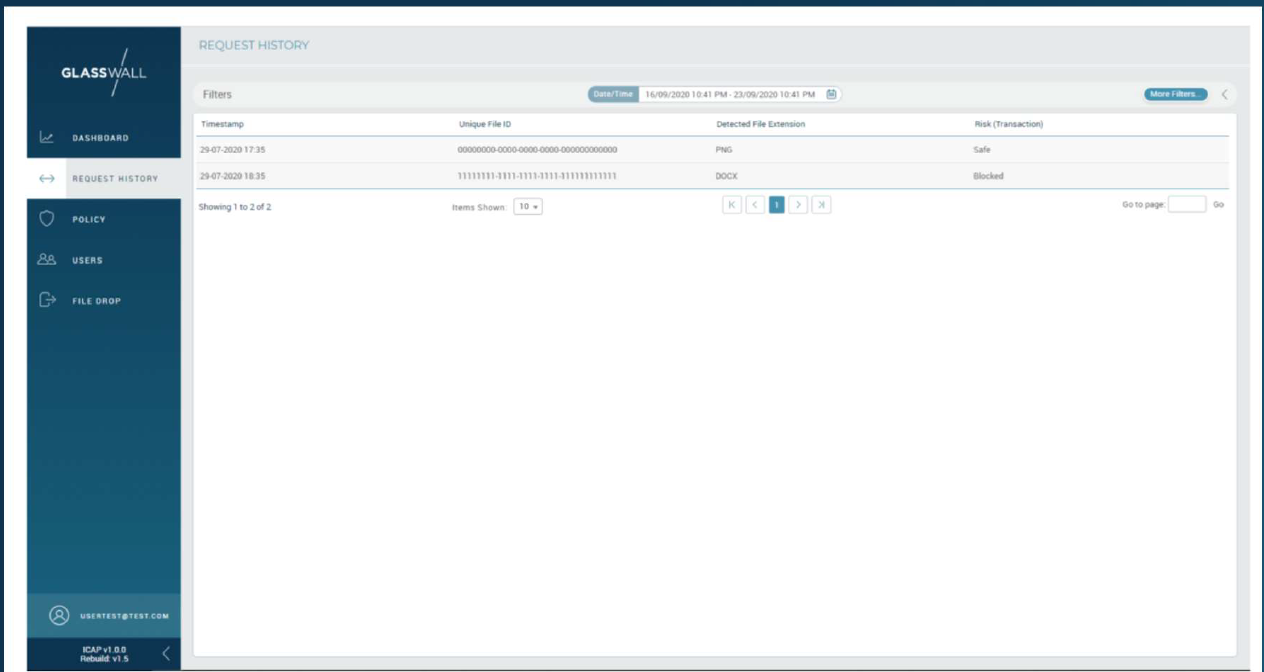 GLASSWALL
DASHBOARD
REQUEST HISTORY
POLICY
USERS
FILE DROP
USERTEST@TEST.COM
ICAP v1.0.0
Rebuild: v1.5
REQUEST HISTORY
Filters Date/Time 16/09/2020 10:41 PM - 23/09/2020 10:41 PM More Filters...
Timestamp Unique File ID Detected File Extension Risk (Transaction)
29-07-2020 17:35 00000000-0000-0000-0000-000000000000 PNG Safe
29-07-2020 18:35 11111111-1111-1111-1111-111111111111 DOCX Blocked
Showing 1 to 2 of 2 Items Shown: 10 1 Go to page: Go